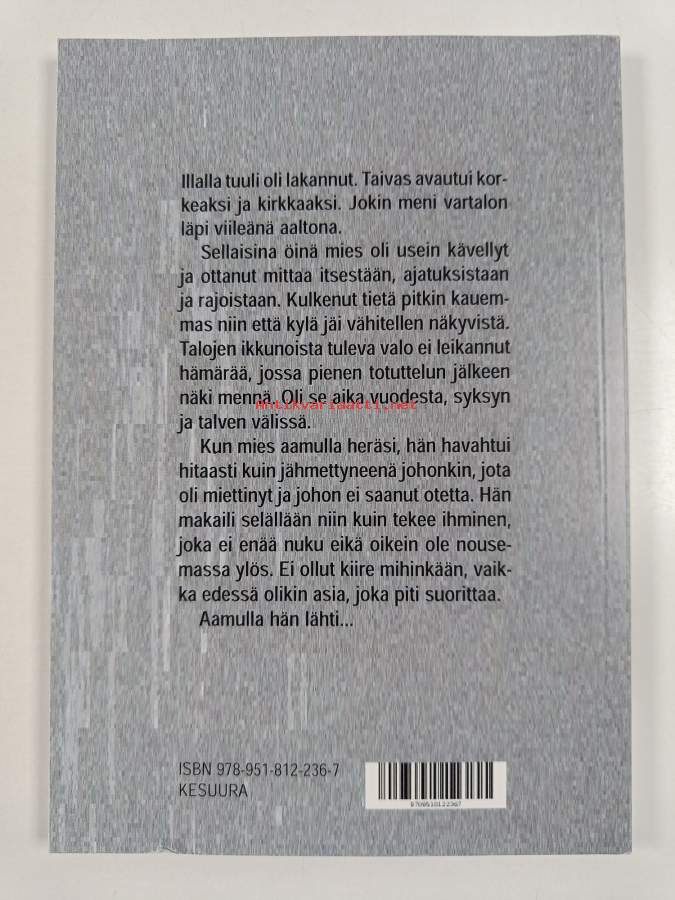 Illalla tuuli oli lakannut. Taivas avautui kor-
keaksi ja kirkkaaksi. Jokin meni vartalon
läpi viileänä aaltona.
Sellaisina öinä mies oli usein kävellyt
ja ottanut mittaa itsestään, ajatuksistaan
ja rajoistaan. Kulkenut tietä pitkin kauem-
mas niin että kylä jäi vähitellen näkyvistä.
Talojen ikkunoista tuleva valo ei leikannut
hämärää, jossa pienen totuttelun jälkeen
näki mennä. Oli se aika vuodesta, syksyn
Antikvariaatti.net
ja talven välissä.
Kun mies aamulla heräsi, hän havahtui
hitaasti kuin jähmettyneenä johonkin, jota
oli miettinyt ja johon ei saanut otetta. Hän
makaili selällään niin kuin tekee ihminen,
joka ei enää nuku eikä oikein ole nouse-
massa ylös. Ei ollut kiire mihinkään, vaik-
ka edessä olikin asia, joka piti suorittaa.
Aamulla hän lähti...
ISBN 978-951-812-236-7
KESUURA
9789518122367